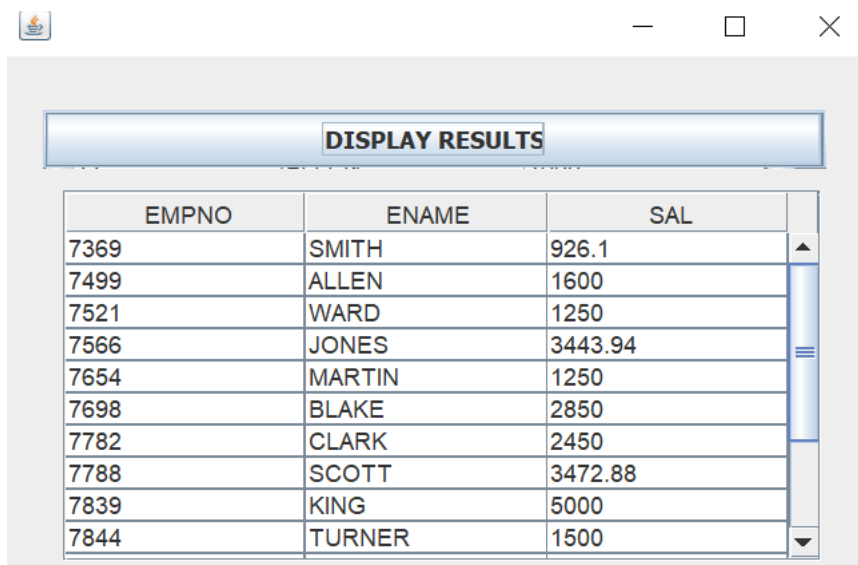 DISPLAY RESULTS
EMPNO ENAME SAL
7369 SMITH 926.1
7499 ALLEN 1600
7521 WARD 1250
7566 JONES 3443.94
7654 MARTIN 1250
7698 BLAKE 2850
7782 CLARK 2450
7788 SCOTT 3472.88
7839 KING 5000
7844 TURNER 1500